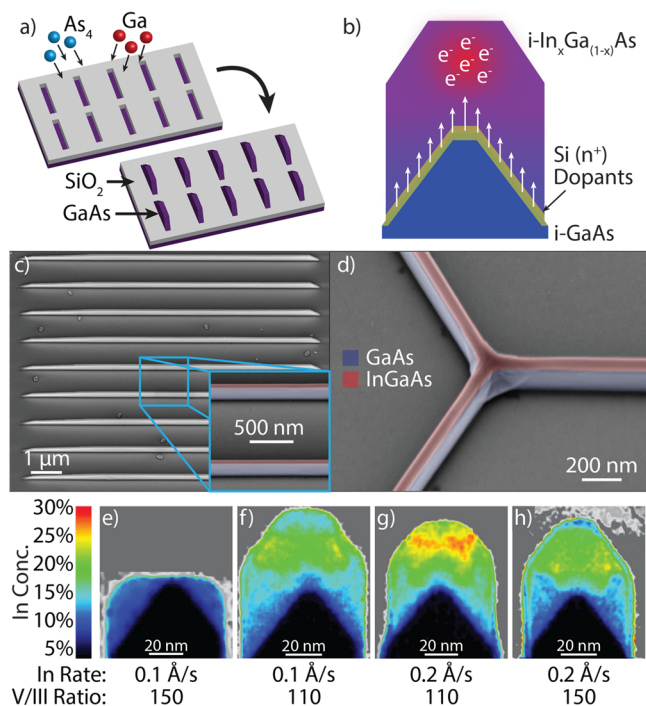 a)
As₄
Ga
SiO₂
GaAs
b)
i-InₓGa₍₁₋ₓ₎As
e⁻
e⁻ e⁻
e⁻
e⁻ e⁻
e⁻
Si (n⁺)
Dopants
i-GaAs
c)
1 μm
500 nm
d)
GaAs
InGaAs
200 nm
In Conc.
30%
25%
20%
15%
10%
5%
e)
20 nm
f)
20 nm
g)
20 nm
h)
20 nm
In Rate: 0.1 Å/s 0.1 Å/s 0.2 Å/s 0.2 Å/s
V/III Ratio: 150 110 110 150